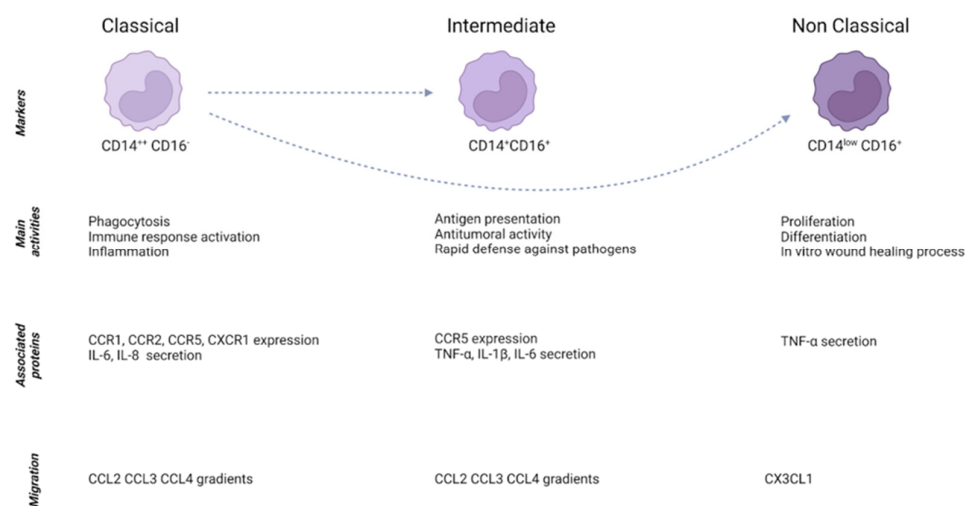 Classical
Intermediate
Non Classical
Markers
CD14⁺⁺ CD16⁻
CD14⁺CD16⁺
CD14ˡᵒʷ CD16⁺
Main
activities
Phagocytosis
Immune response activation
Inflammation
Antigen presentation
Antitumoral activity
Rapid defense against pathogens
Proliferation
Differentiation
In vitro wound healing process
Associated
proteins
CCR1, CCR2, CCR5, CXCR1 expression
IL-6, IL-8 secretion
CCR5 expression
TNF-α, IL-1β, IL-6 secretion
TNF-α secretion
Migration
CCL2 CCL3 CCL4 gradients
CCL2 CCL3 CCL4 gradients
CX3CL1